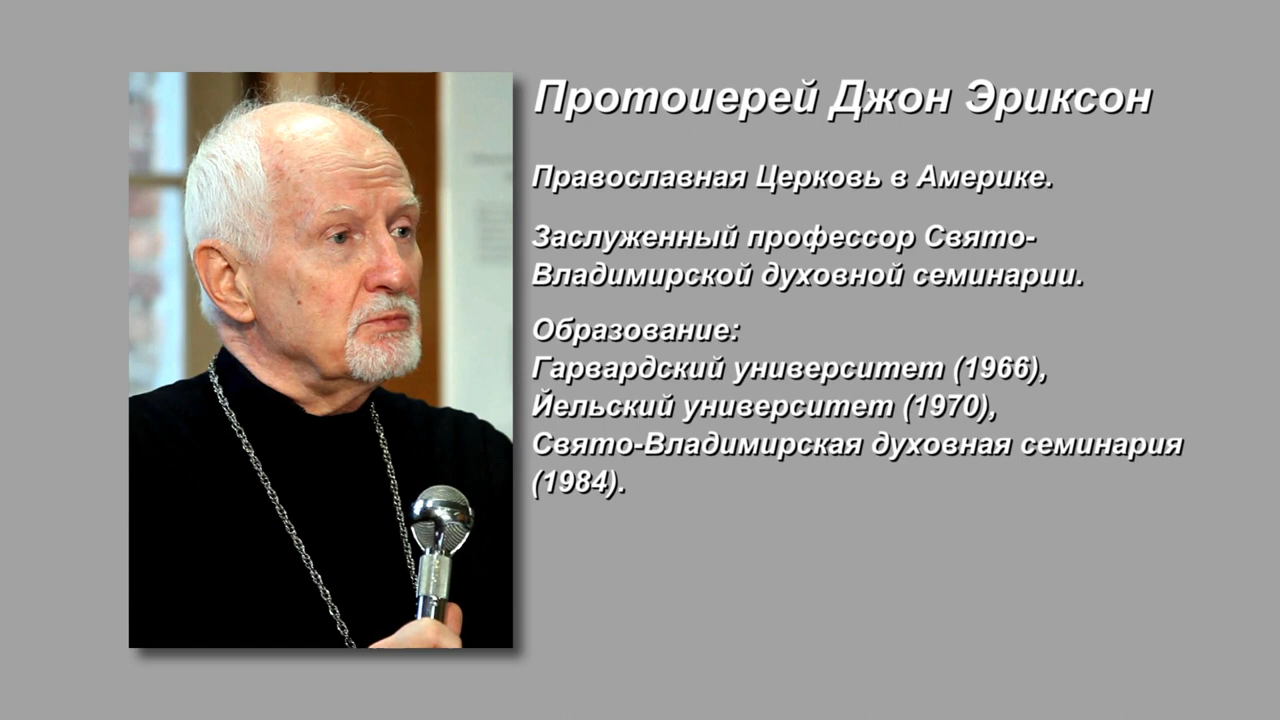 Протоиерей Джон Эриксон
Православная Церковь в Америке.
Заслуженный профессор Свято-
Владимирской духовной семинарии.
Образование:
Гарвардский университет (1966),
Йельский университет (1970),
Свято-Владимирская духовная семинария
(1984).